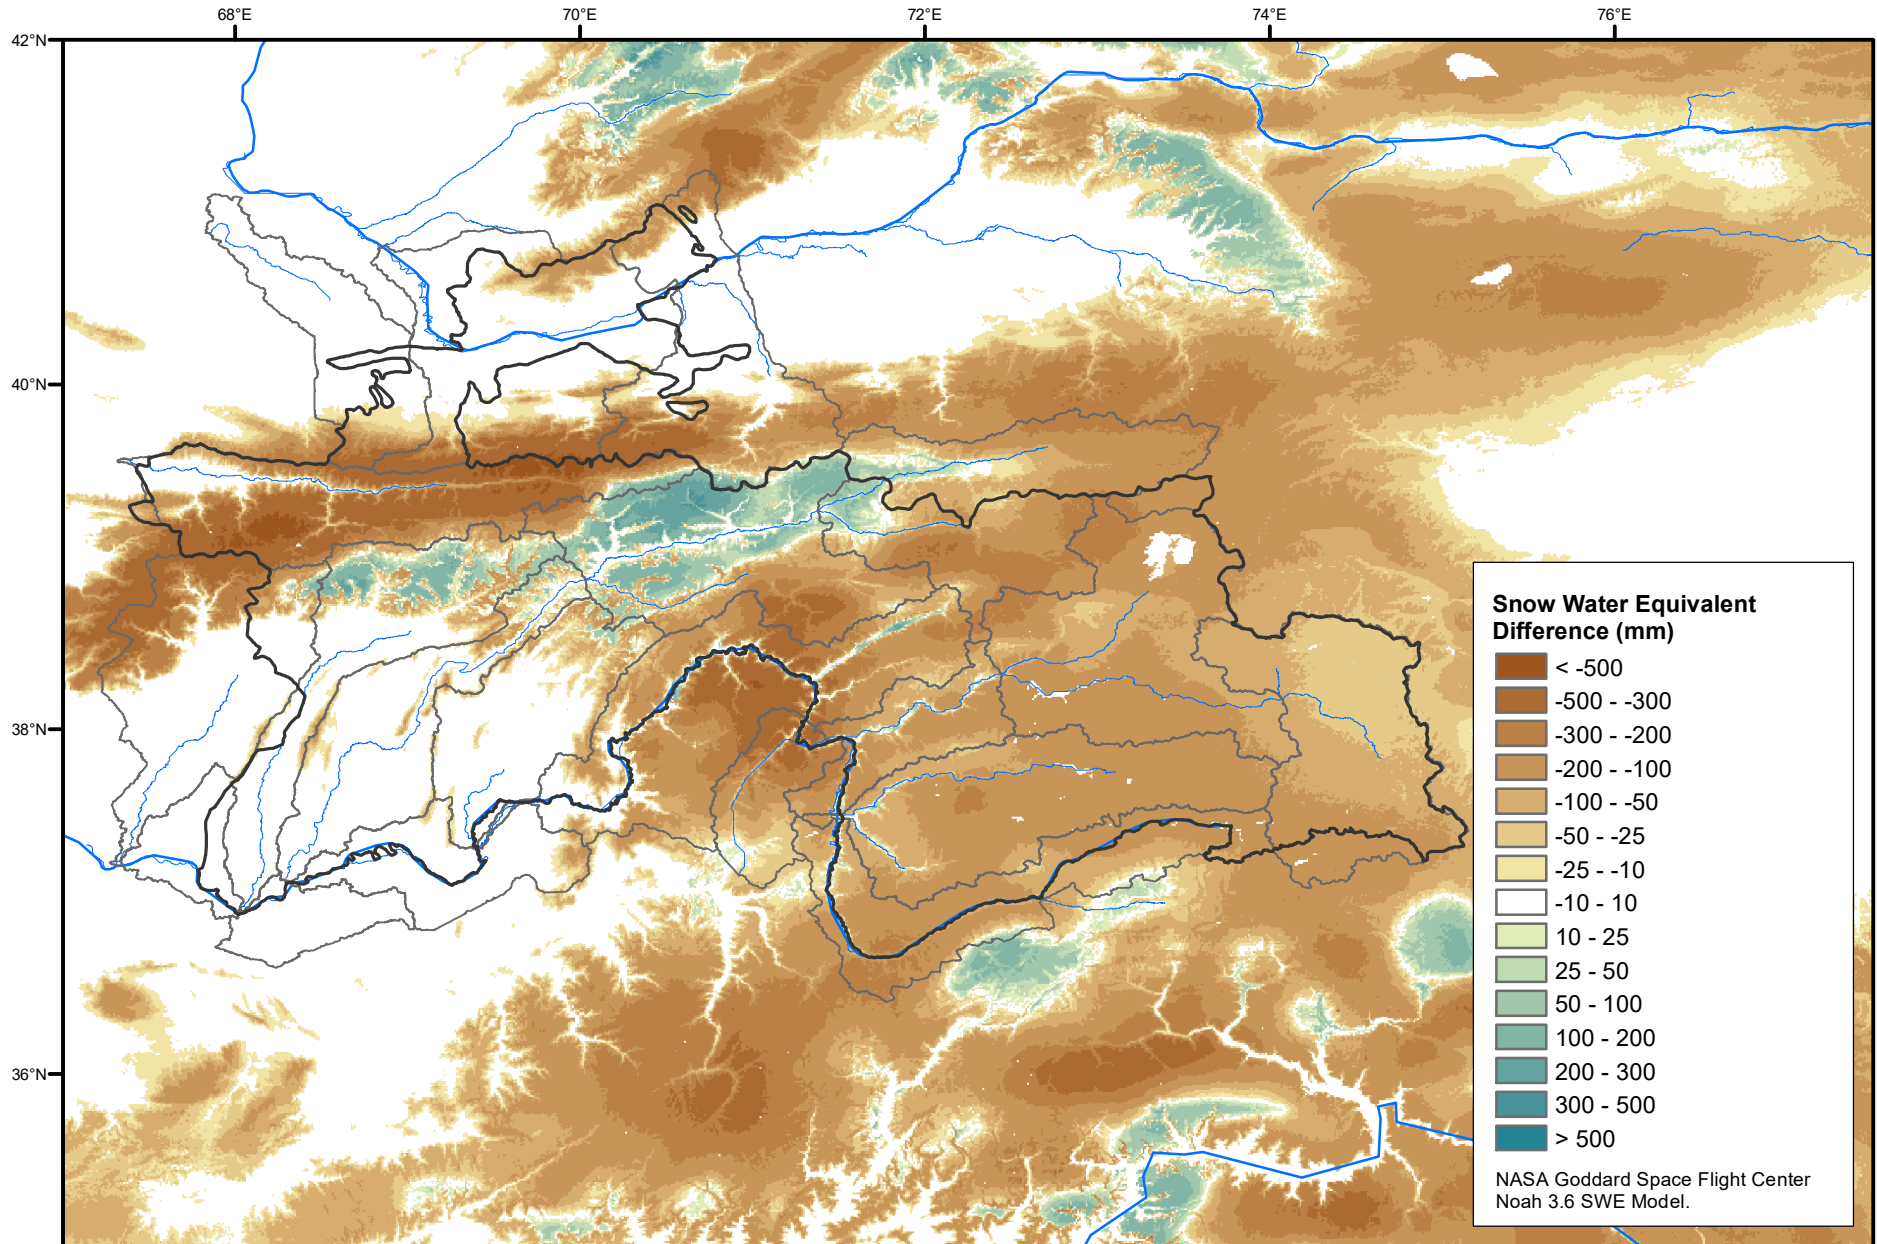 68°E 70°E 72°E 74°E 76°E
42°N
40°N
38°N
36°N
Snow Water Equivalent
Difference (mm)
< -500
-500 - -300
-300 - -200
-200 - -100
-100 - -50
-50 - -25
-25 - -10
-10 - 10
10 - 25
25 - 50
50 - 100
100 - 200
200 - 300
300 - 500
> 500
NASA Goddard Space Flight Center
Noah 3.6 SWE Model.